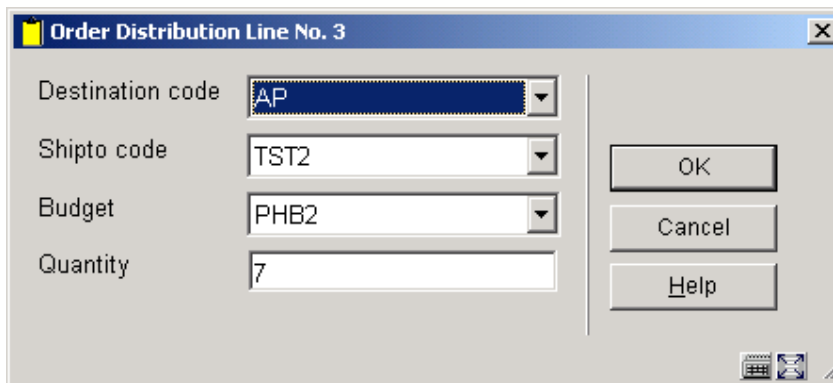 Order Distribution Line No. 3
Destination code AP
Shipto code TST2
Budget PHB2
Quantity 7
OK
Cancel
Help